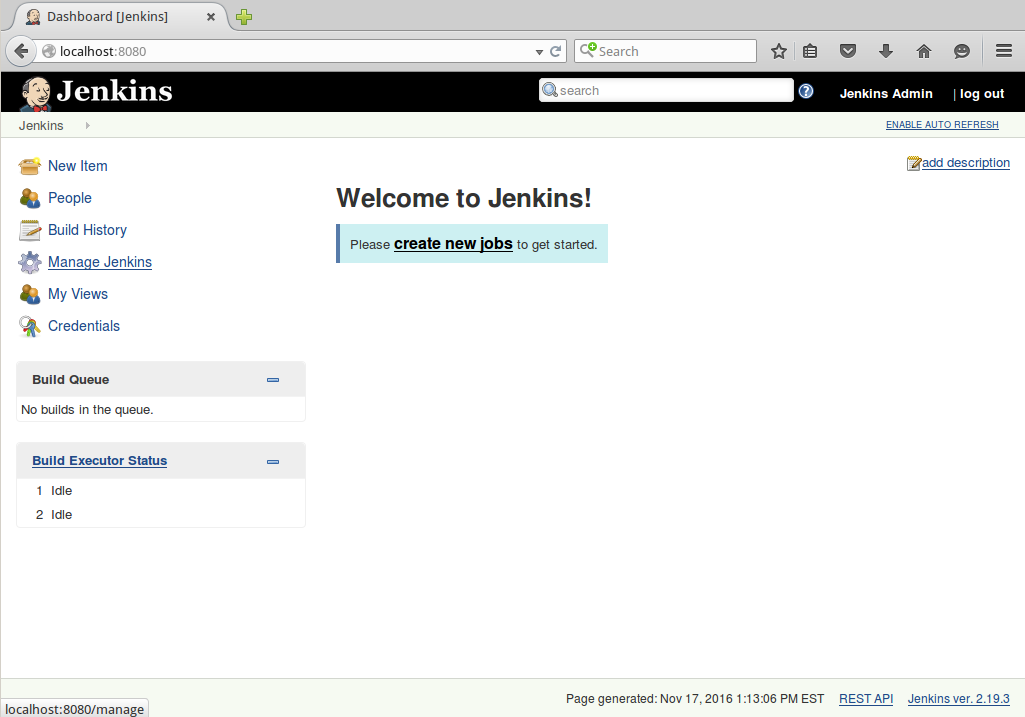 Dashboard [Jenkins]
localhost:8080
Search
Jenkins
search
Jenkins Admin
| log out
Jenkins
ENABLE AUTO REFRESH
New Item
People
Build History
Manage Jenkins
My Views
Credentials
add description
Welcome to Jenkins!
Please create new jobs to get started.
Build Queue
No builds in the queue.
Build Executor Status
1 Idle
2 Idle
Page generated: Nov 17, 2016 1:13:06 PM EST
REST API
Jenkins ver. 2.19.3
localhost:8080/manage